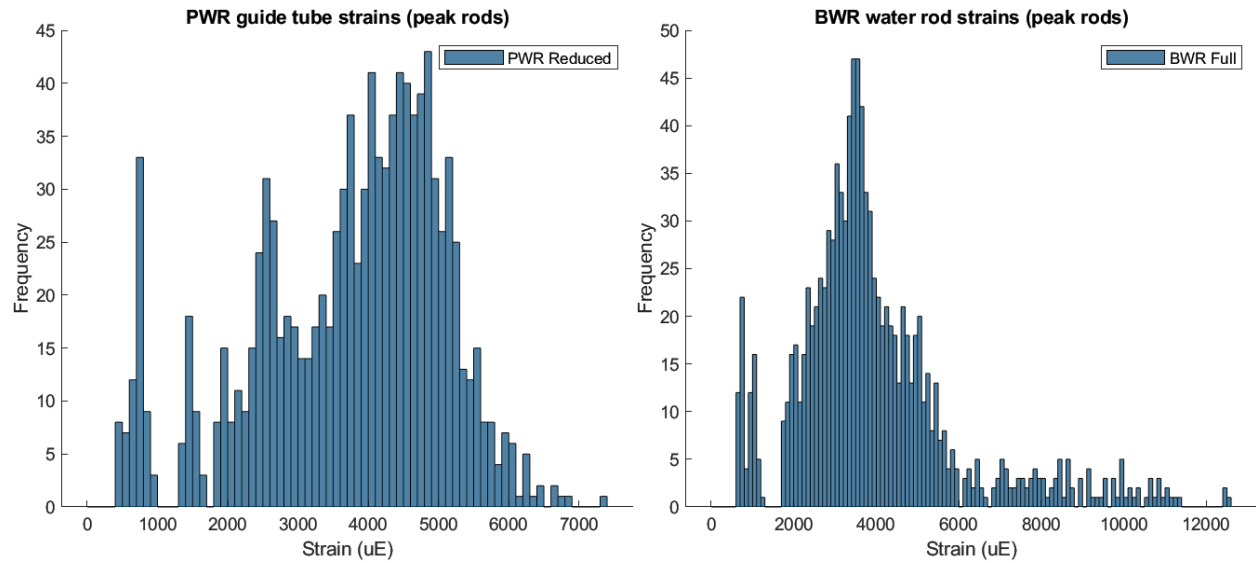 PWR guide tube strains (peak rods)
45
40
35
30
25
20
15
10
5
0
Frequency
PWR Reduced
0 1000 2000 3000 4000 5000 6000 7000
Strain (uE)
BWR water rod strains (peak rods)
50
45
40
35
30
25
20
15
10
5
0
Frequency
BWR Full
0 2000 4000 6000 8000 10000 12000
Strain (uE)